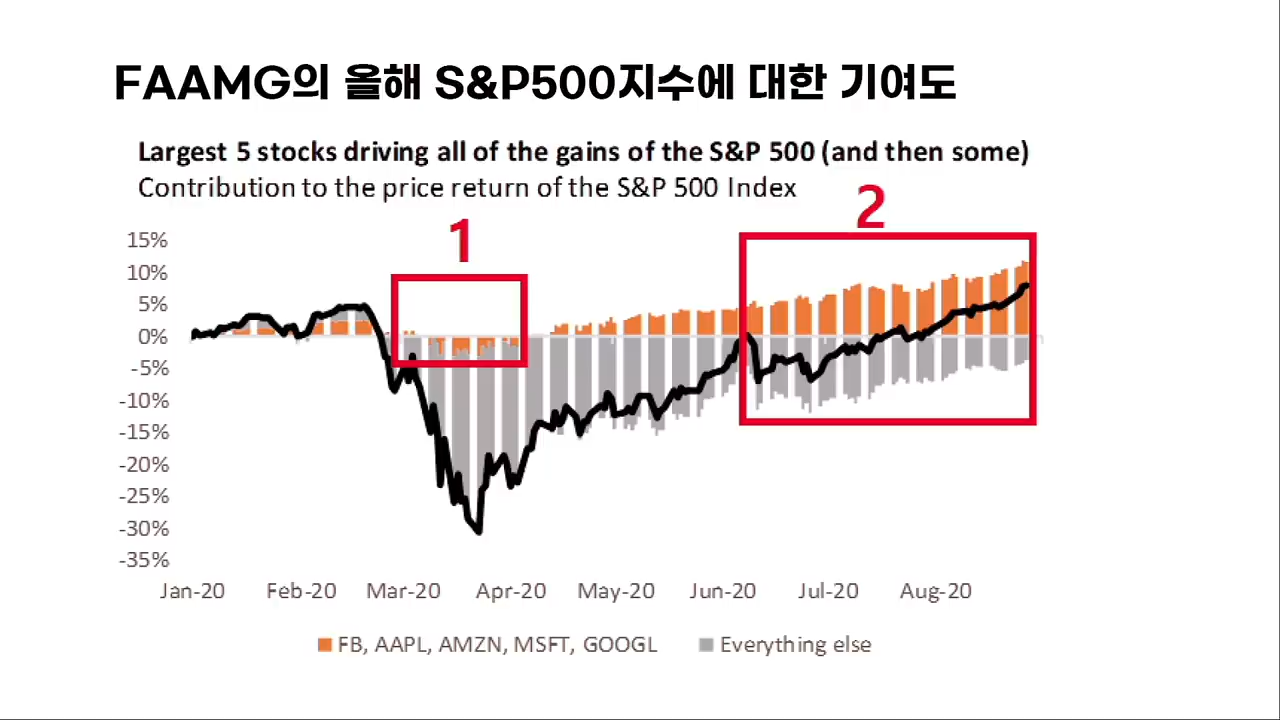 FAAMG의 올해 S&P500지수에 대한 기여도
Largest 5 stocks driving all of the gains of the S&P 500 (and then some)
Contribution to the price return of the S&P 500 Index
1
2
15%
10%
5%
0%
-5%
-10%
-15%
-20%
-25%
-30%
-35%
Jan-20 Feb-20 Mar-20 Apr-20 May-20 Jun-20 Jul-20 Aug-20
FB, AAPL, AMZN, MSFT, GOOGL Everything else